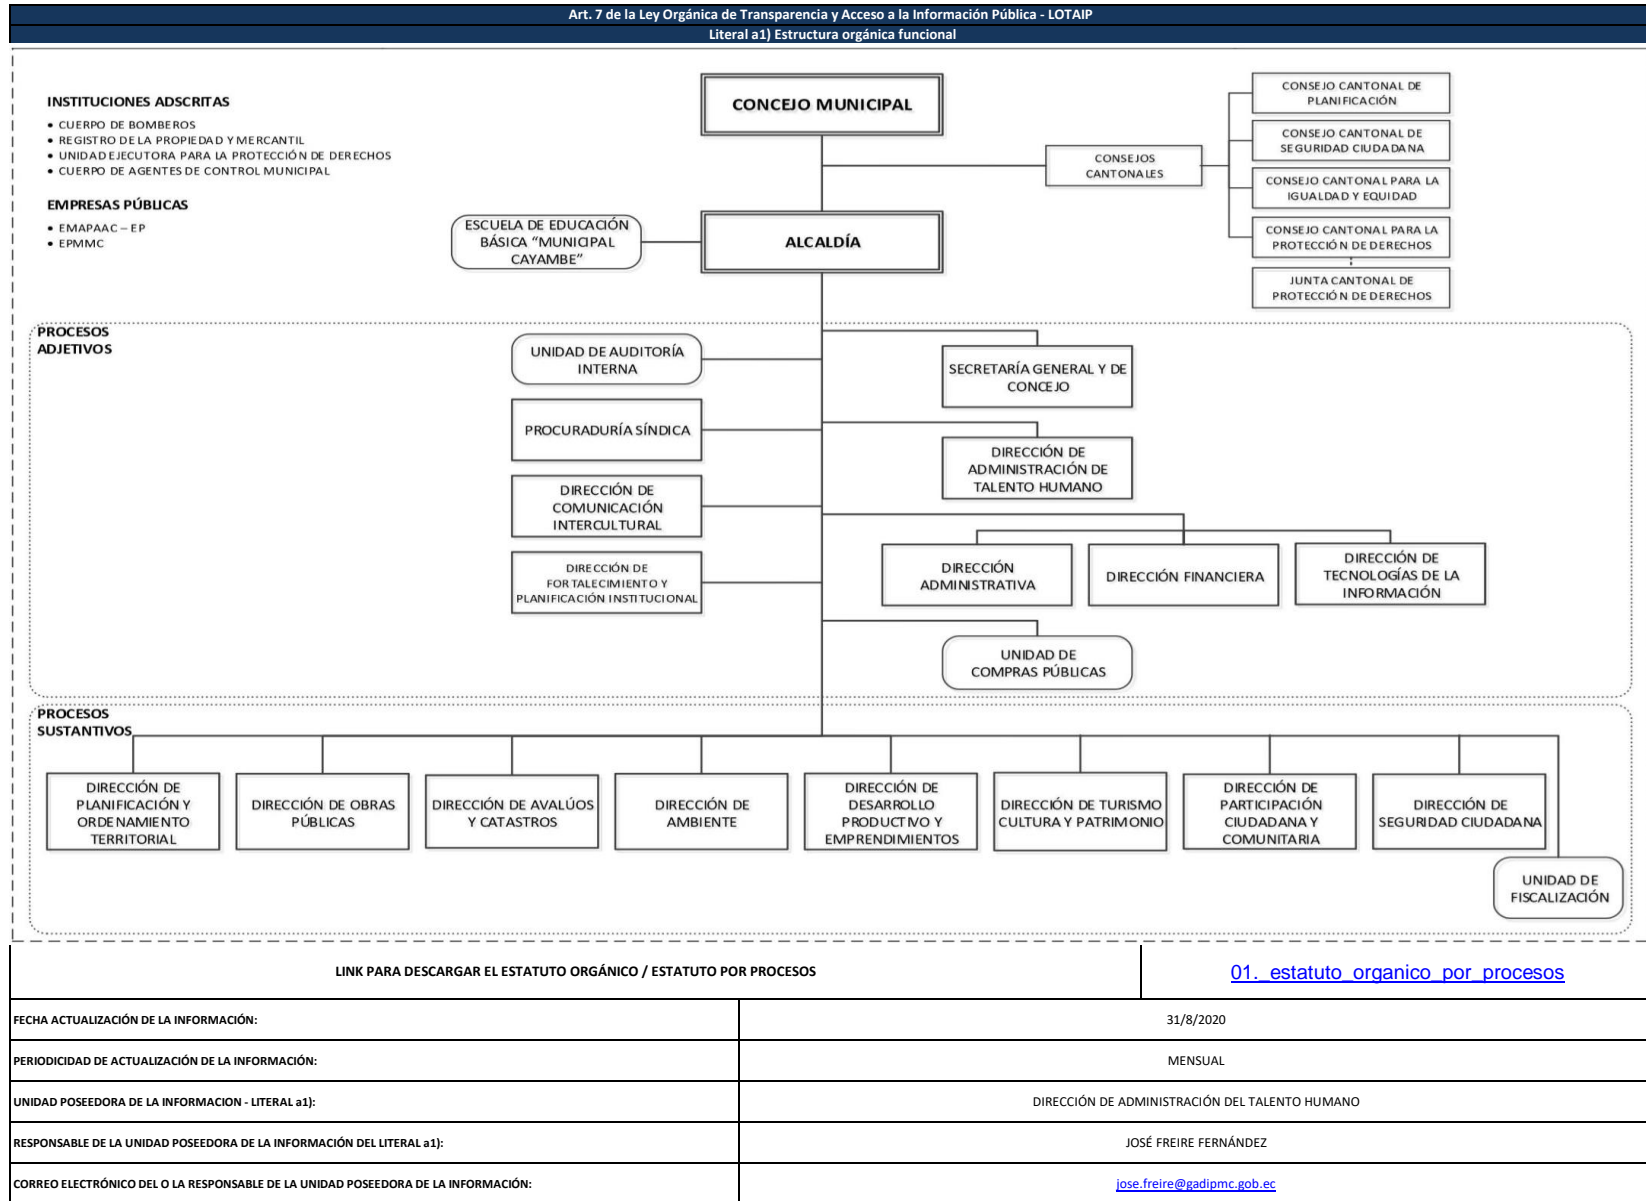 Art. 7 de la Ley Orgánica de Transparencia y Acceso a la Información Pública - LOTAIP
Literal a1) Estructura orgánica funcional
INSTITUCIONES ADSCRITAS
• CUERPO DE BOMBEROS
• REGISTRO DE LA PROPIEDAD Y MERCANTIL
• UNIDAD EJECUTORA PARA LA PROTECCIÓN DE DERECHOS
• CUERPO DE AGENTES DE CONTROL MUNICIPAL
EMPRESAS PÚBLICAS
• EMAPAAC – EP
• EPMMC
CONCEJO MUNICIPAL
CONSEJOS
CANTONALES
CONSEJO CANTONAL DE
PLANIFICACIÓN
CONSEJO CANTONAL DE
SEGURIDAD CIUDADANA
CONSEJO CANTONAL PARA LA
IGUALDAD Y EQUIDAD
CONSEJO CANTONAL PARA LA
PROTECCIÓN DE DERECHOS
JUNTA CANTONAL DE
PROTECCIÓN DE DERECHOS
ESCUELA DE EDUCACIÓN
BÁSICA “MUNICIPAL
CAYAMBE”
ALCALDÍA
PROCESOS
ADJETIVOS
UNIDAD DE AUDITORÍA
INTERNA
SECRETARÍA GENERAL Y DE
CONCEJO
PROCURADURÍA SÍNDICA
DIRECCIÓN DE
ADMINISTRACIÓN DE
TALENTO HUMANO
DIRECCIÓN DE
COMUNICACIÓN
INTERCULTURAL
DIRECCIÓN
ADMINISTRATIVA
DIRECCIÓN FINANCIERA
DIRECCIÓN DE
TECNOLOGÍAS DE LA
INFORMACIÓN
DIRECCIÓN DE
FORTALECIMIENTO Y
PLANIFICACIÓN INSTITUCIONAL
UNIDAD DE
COMPRAS PÚBLICAS
PROCESOS
SUSTANTIVOS
DIRECCIÓN DE
PLANIFICACIÓN Y
ORDENAMIENTO
TERRITORIAL
DIRECCIÓN DE OBRAS
PÚBLICAS
DIRECCIÓN DE AVALÚOS
Y CATASTROS
DIRECCIÓN DE
AMBIENTE
DIRECCIÓN DE
DESARROLLO
PRODUCTIVO Y
EMPRENDIMIENTOS
DIRECCIÓN DE TURISMO
CULTURA Y PATRIMONIO
DIRECCIÓN DE
PARTICIPACIÓN
CIUDADANA Y
COMUNITARIA
DIRECCIÓN DE
SEGURIDAD CIUDADANA
UNIDAD DE
FISCALIZACIÓN
LINK PARA DESCARGAR EL ESTATUTO ORGÁNICO / ESTATUTO POR PROCESOS
01._estatuto_organico_por_procesos
FECHA ACTUALIZACIÓN DE LA INFORMACIÓN:
31/8/2020
PERIODICIDAD DE ACTUALIZACIÓN DE LA INFORMACIÓN:
MENSUAL
UNIDAD POSEEDORA DE LA INFORMACION - LITERAL a1):
DIRECCIÓN DE ADMINISTRACIÓN DEL TALENTO HUMANO
RESPONSABLE DE LA UNIDAD POSEEDORA DE LA INFORMACIÓN DEL LITERAL a1):
JOSÉ FREIRE FERNÁNDEZ
CORREO ELECTRÓNICO DEL O LA RESPONSABLE DE LA UNIDAD POSEEDORA DE LA INFORMACIÓN:
jose.freire@gadipmc.gob.ec